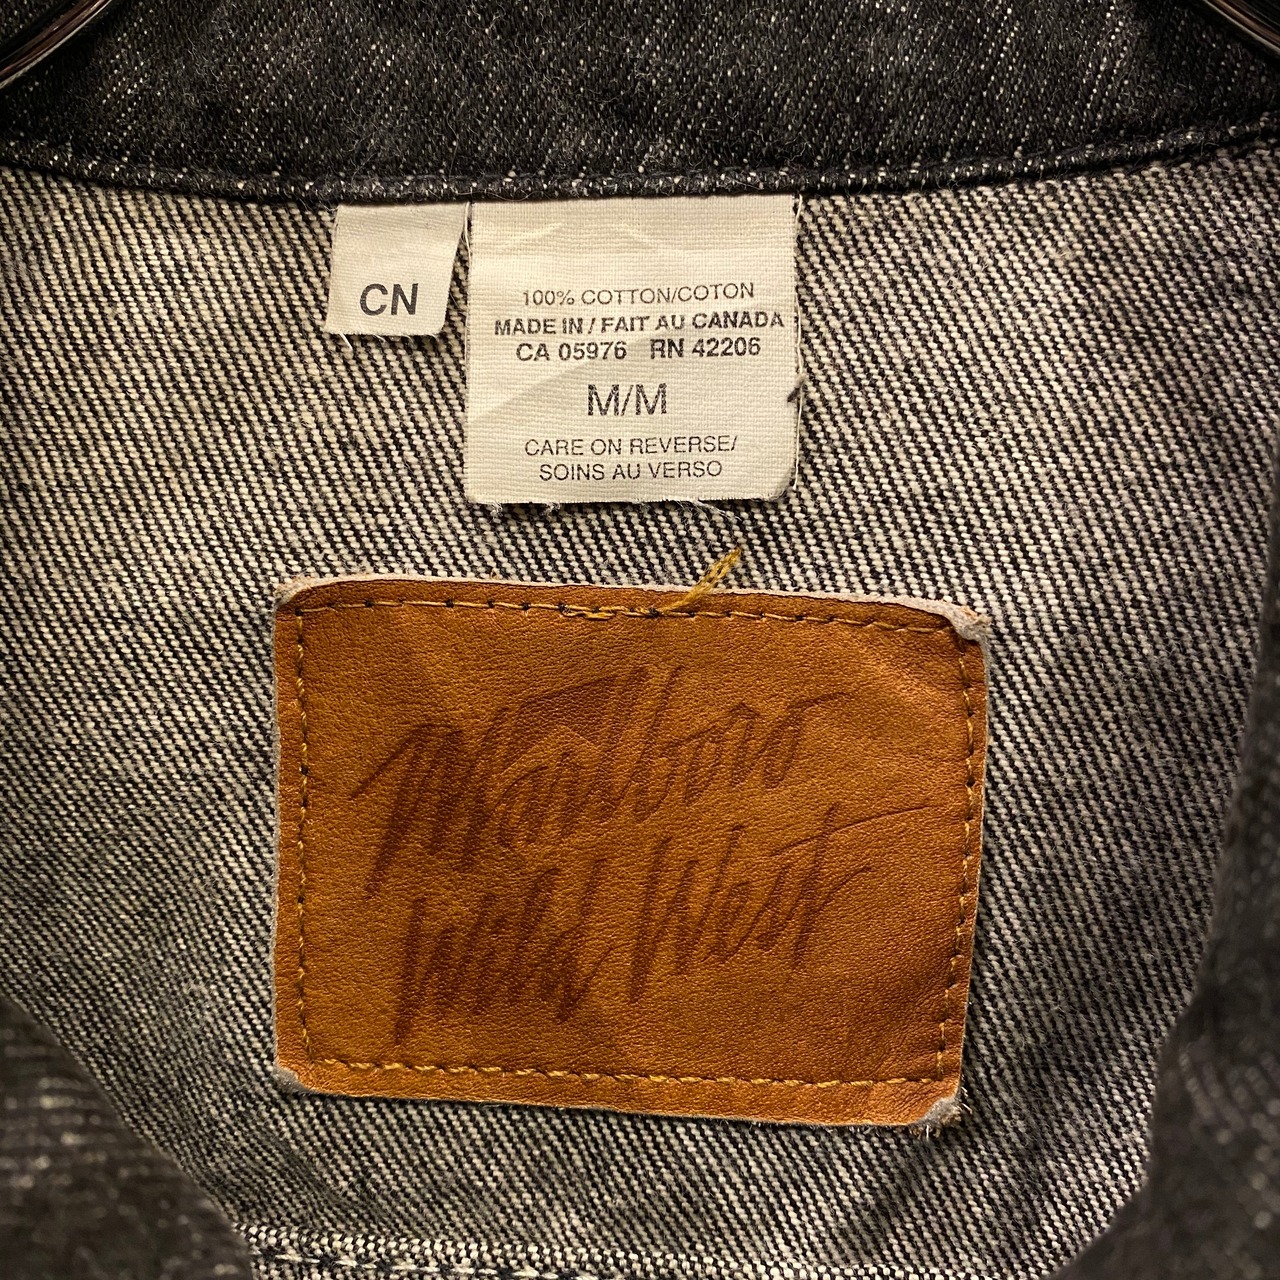 CN
100% COTTON/COTON
MADE IN / FAIT AU CANADA
CA 05976 RN 42206
M/M
CARE ON REVERSE/
SOINS AU VERSO
Marlboro
Wild West